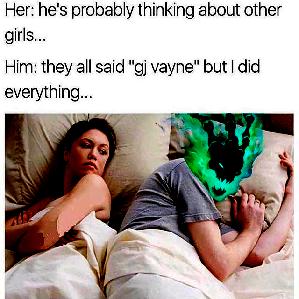 Her: he's probably thinking about other
girls...
Him: they all said "gj vayne" but I did
everything...